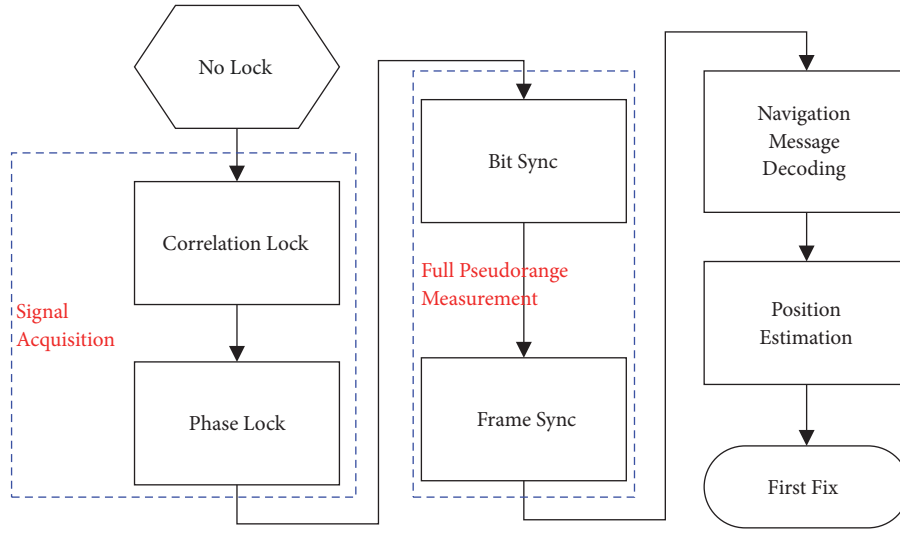 No Lock
Correlation Lock
Signal
Acquisition
Phase Lock
Bit Sync
Full Pseudorange
Measurement
Frame Sync
Navigation
Message
Decoding
Position
Estimation
First Fix